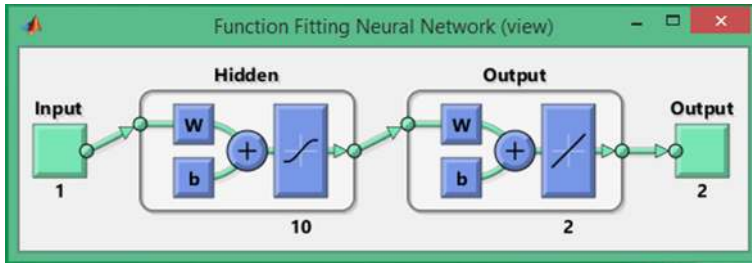 Function Fitting Neural Network (view)
Hidden
Output
Input
Output
W
W
b
b
1
10
2
2